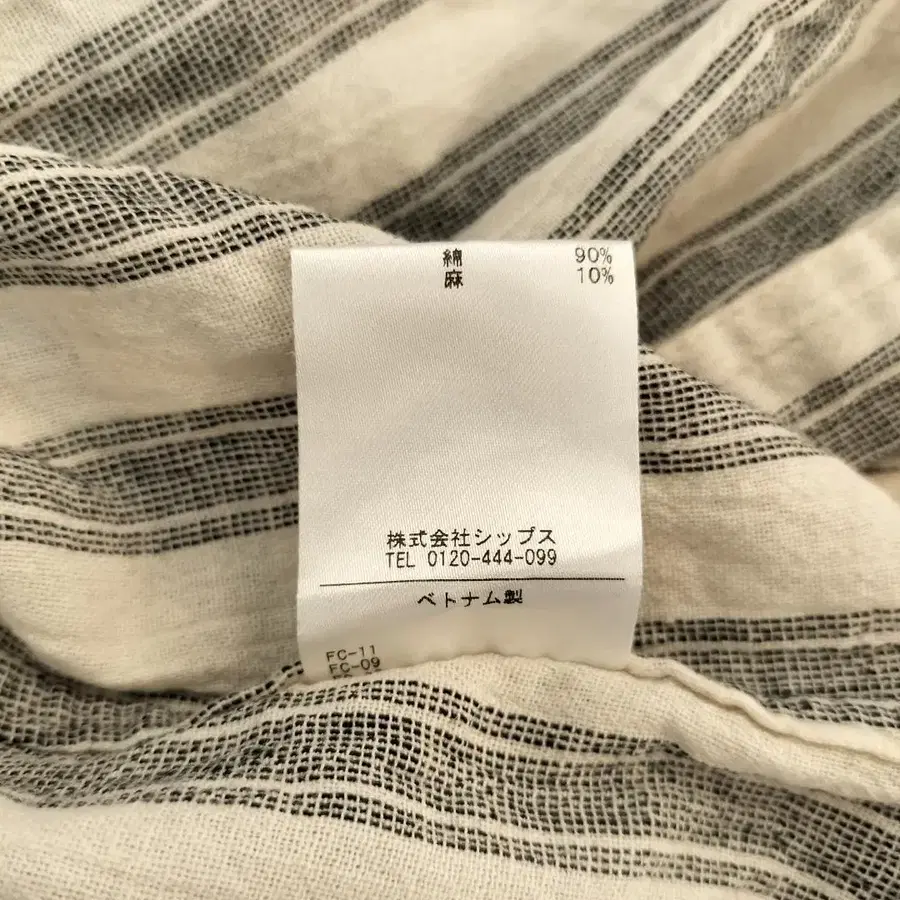 綿 90%
麻 10%
株式会社シップス
TEL 0120-444-099
ベトナム製
FC-11
FC-09